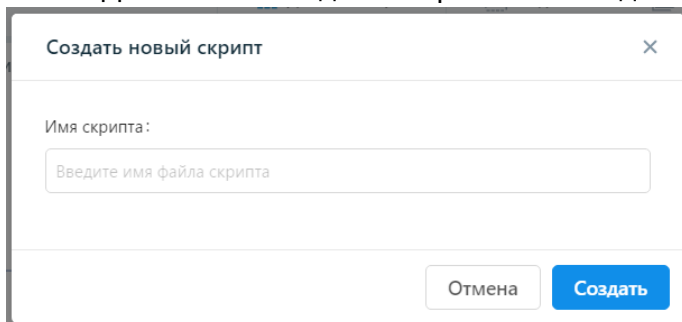 Создать новый скрипт
Имя скрипта:
Введите имя файла скрипта
Отмена
Создать